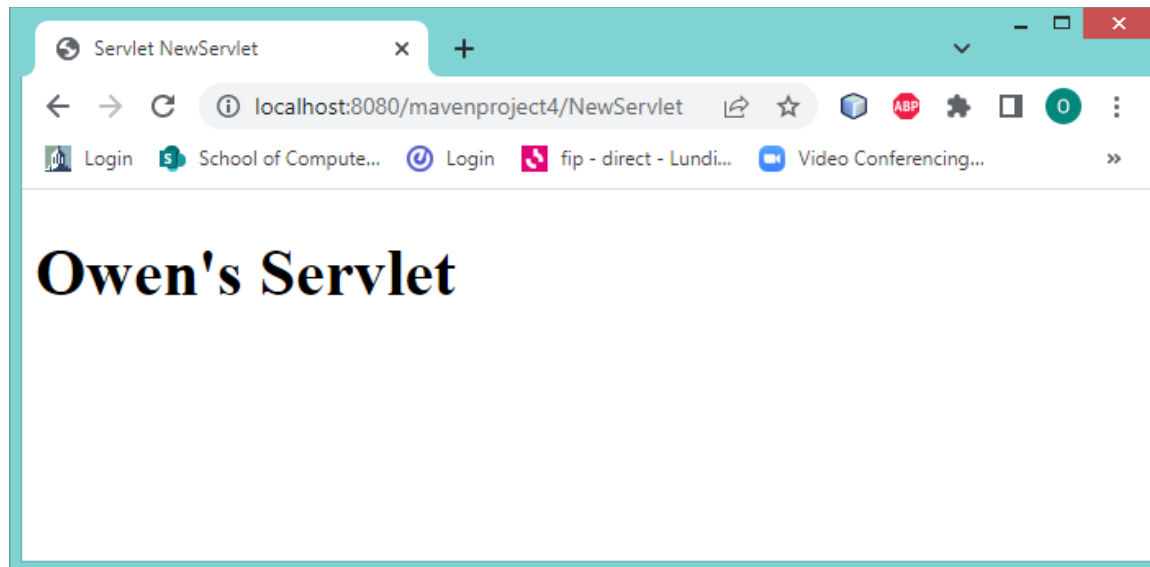 Servlet NewServlet
localhost:8080/mavenproject4/NewServlet ABP O
Login School of Compute... Login fip - direct - Lundi... Video Conferencing...
Owen's Servlet